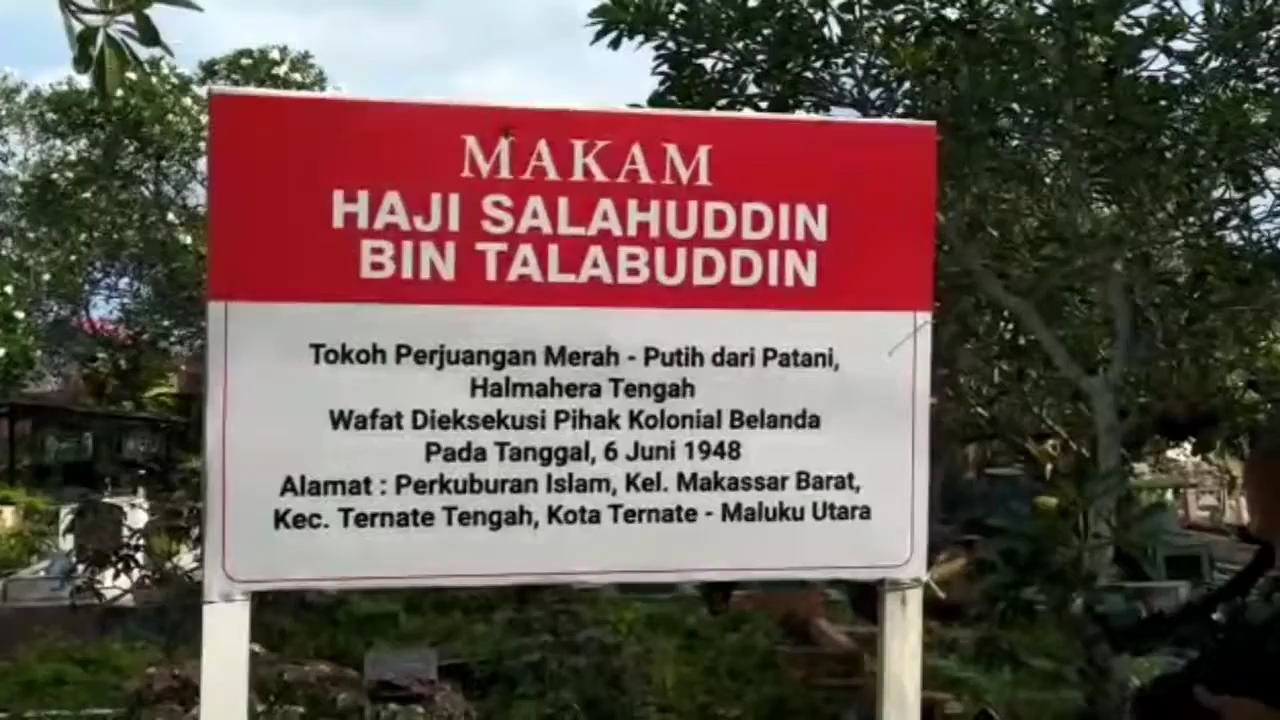 MAKAM
HAJI SALAHUDDIN
BIN TALABUDDIN
Tokoh Perjuangan Merah - Putih dari Patani,
Halmahera Tengah
Wafat Dieksekusi Pihak Kolonial Belanda
Pada Tanggal, 6 Juni 1948
Alamat : Perkuburan Islam, Kel. Makassar Barat,
Kec. Ternate Tengah, Kota Ternate - Maluku Utara